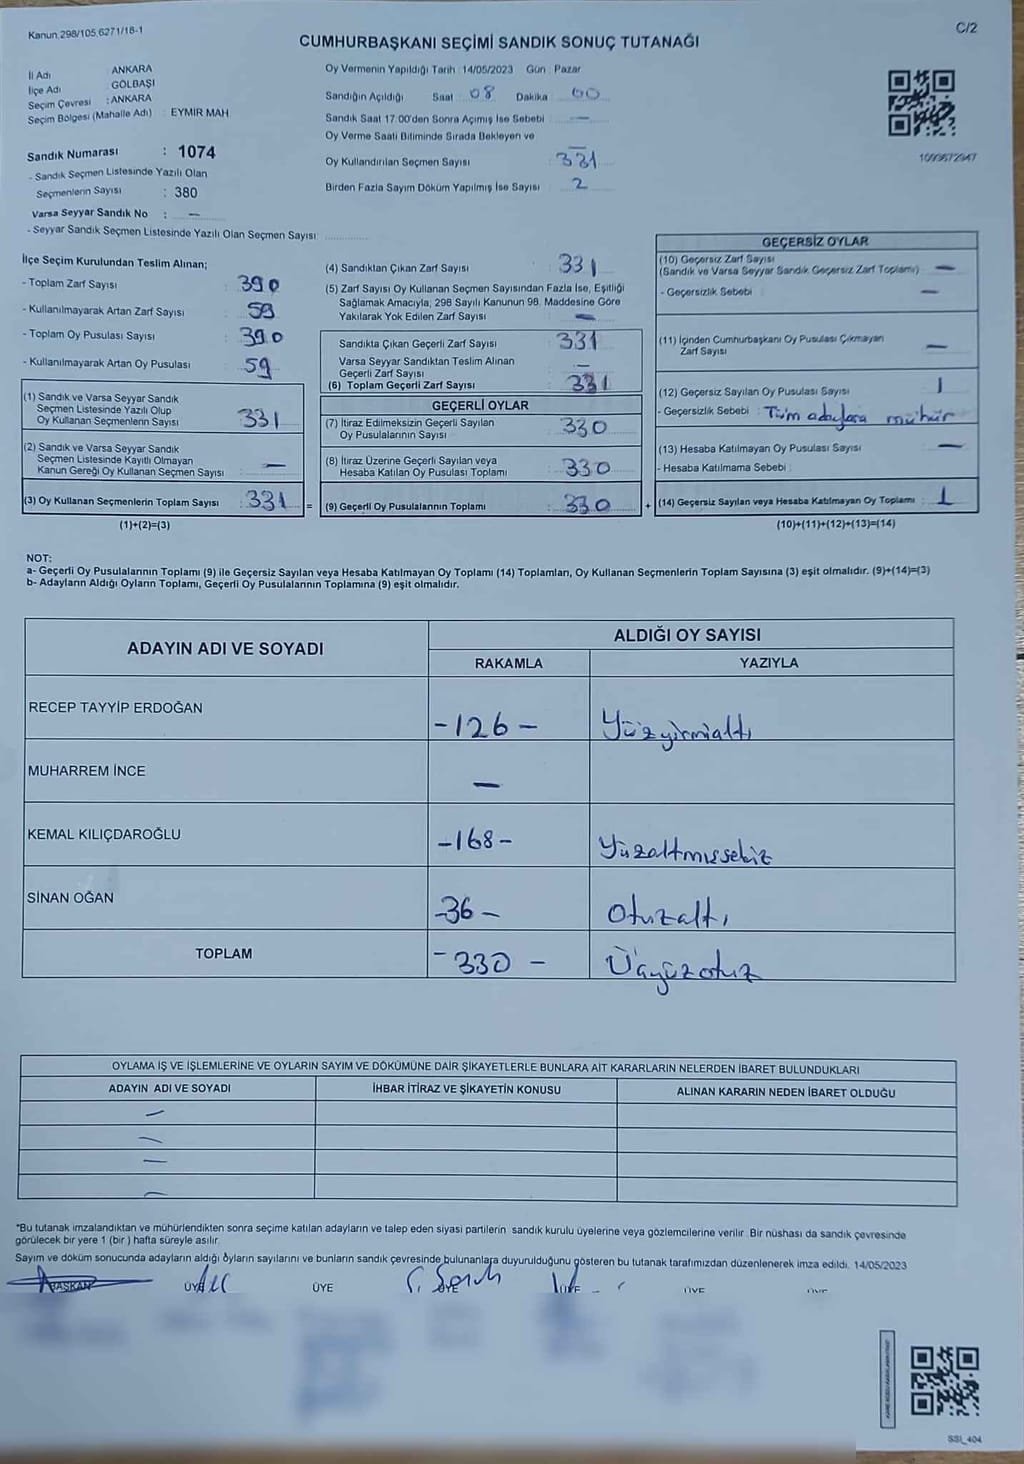 Kanun 298/105,6271/18-1
C/2
CUMHURBAŞKANI SEÇİMİ SANDIK SONUÇ TUTANAĞI
İl Adı ANKARA
İlçe Adı GÖLBAŞI
Seçim Çevresi : ANKARA
Seçim Bölgesi (Mahalle Adı) : EYMİR MAH
Sandık Numarası : 1074
- Sandık Seçmen Listesinde Yazılı Olan
Seçmenlerin Sayısı : 380
Varsa Seyyar Sandık No : —
- Seyyar Sandık Seçmen Listesinde Yazılı Olan Seçmen Sayısı
Oy Vermenin Yapıldığı Tarih : 14/05/2023 Gün : Pazar
Sandığın Açıldığı Saat : 08 Dakika : 00
Sandık Saat 17:00'den Sonra Açımış İse Sebebi : —
Oy Verme Saati Bitiminde Sırada Bekleyen ve
Oy Kullandırılan Seçmen Sayısı : 331
Birden Fazla Sayım Döküm Yapılmış İse Sayısı : 2
1099672947
İlçe Seçim Kurulundan Teslim Alınan;
- Toplam Zarf Sayısı : 390
- Kullanılmayarak Artan Zarf Sayısı : 59
- Toplam Oy Pusulası Sayısı : 390
- Kullanılmayarak Artan Oy Pusulası : 59
(1) Sandık ve Varsa Seyyar Sandık
Seçmen Listesinde Yazılı Olup
Oy Kullanan Seçmenlerin Sayısı : 331
(2) Sandık ve Varsa Seyyar Sandık
Seçmen Listesinde Kayıtlı Olmayan
Kanun Gereği Oy Kullanan Seçmen Sayısı : —
(3) Oy Kullanan Seçmenlerin Toplam Sayısı : 331 =
(1)+(2)=(3)
(4) Sandıktan Çıkan Zarf Sayısı : 331
(5) Zarf Sayısı Oy Kullanan Seçmen Sayısından Fazla İse, Eşitliği
Sağlamak Amacıyla; 298 Sayılı Kanunun 98. Maddesine Göre
Yakılarak Yok Edilen Zarf Sayısı : —
Sandıkta Çıkan Geçerli Zarf Sayısı : 331
Varsa Seyyar Sandıktan Teslim Alınan
Geçerli Zarf Sayısı : —
(6) Toplam Geçerli Zarf Sayısı : 331
GEÇERLİ OYLAR
(7) İtiraz Edilmeksizin Geçerli Sayılan
Oy Pusulalarının Sayısı : 330
(8) İtiraz Üzerine Geçerli Sayılan veya
Hesaba Katılan Oy Pusulası Toplamı : 330
(9) Geçerli Oy Pusulalarının Toplamı : 330 +
GEÇERSİZ OYLAR
(10) Geçersiz Zarf Sayısı
(Sandık ve Varsa Seyyar Sandık Geçersiz Zarf Toplamı) : —
- Geçersizlik Sebebi : —
(11) İçinden Cumhurbaşkanı Oy Pusulası Çıkmayan
Zarf Sayısı : —
(12) Geçersiz Sayılan Oy Pusulası Sayısı : 1
- Geçersizlik Sebebi : Tüm adaylara mühür
(13) Hesaba Katılmayan Oy Pusulası Sayısı : —
- Hesaba Katılmama Sebebi :
(14) Geçersiz Sayılan veya Hesaba Katılmayan Oy Toplamı : 1
(10)+(11)+(12)+(13)=(14)
NOT:
a- Geçerli Oy Pusulalarının Toplamı (9) ile Geçersiz Sayılan veya Hesaba Katılmayan Oy Toplamı (14) Toplamları, Oy Kullanan Seçmenlerin Toplam Sayısına (3) eşit olmalıdır. (9)+(14)=(3)
b- Adayların Aldığı Oyların Toplamı, Geçerli Oy Pusulalarının Toplamına (9) eşit olmalıdır.
ADAYIN ADI VE SOYADI ALDIĞI OY SAYISI
RAKAMLA YAZIYLA
RECEP TAYYİP ERDOĞAN -126- Yüzyirmialtı
MUHARREM İNCE —
KEMAL KILIÇDAROĞLU -168- Yüzaltmışsekiz
SİNAN OĞAN -36- Otuzaltı
TOPLAM -330- Üçyüzotuz
OYLAMA İŞ VE İŞLEMLERİNE VE OYLARIN SAYIM VE DÖKÜMÜNE DAİR ŞİKAYETLERLE BUNLARA AİT KARARLARIN NELERDEN İBARET BULUNDUKLARI
ADAYIN ADI VE SOYADI İHBAR İTİRAZ VE ŞİKAYETİN KONUSU ALINAN KARARIN NEDEN İBARET OLDUĞU
—
—
—
—
*Bu tutanak imzalandıktan ve mühürlendikten sonra seçime katılan adayların ve talep eden siyasi partilerin sandık kurulu üyelerine veya gözlemcilerine verilir. Bir nüshası da sandık çevresinde
görülecek bir yere 1 (bir) hafta süreyle asılır.
Sayım ve döküm sonucunda adayların aldığı oyların sayılarını ve bunların sandık çevresinde bulunanlara duyurulduğunu gösteren bu tutanak tarafımızdan düzenlenerek imza edildi. 14/05/2023
BAŞKAN ÜYE ÜYE ÜYE ÜYE ÜYE ÜYE
SSI_404